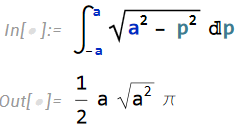 In[•]:= ∫_{-a}^{a} √(a² - p²) ⅆp
Out[•]= 1/2 a √(a²) π